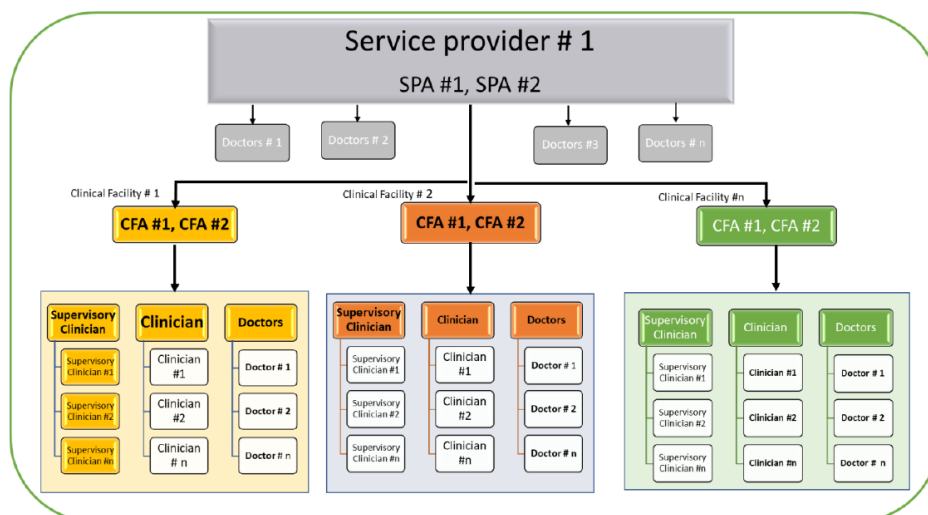 Service provider # 1
SPA #1, SPA #2
Doctors # 1
Doctors # 2
Doctors #3
Doctors # n
Clinical Facility # 1
Clinical Facility # 2
Clinical Facility #n
CFA #1, CFA #2
CFA #1, CFA #2
CFA #1, CFA #2
Supervisory
Clinician
Clinician
Doctors
Supervisory
Clinician #1
Clinician
#1
Doctor # 1
Supervisory
Clinician #2
Clinician
#2
Doctor # 2
Supervisory
Clinician #n
Clinician
# n
Doctor # n
Supervisory
Clinician
Clinician
Doctors
Supervisory
Clinician #1
Clinician
#1
Doctor # 1
Supervisory
Clinician #2
Clinician
#2
Doctor # 2
Supervisory
Clinician #n
Clinician
#n
Doctor # n
Supervisory
Clinician
Clinician
Doctors
Supervisory
Clinician #1
Clinician #1
Doctor # 1
Supervisory
Clinician #2
Clinician #2
Doctor # 2
Supervisory
Clinician #n
Clinician #n
Doctor # n